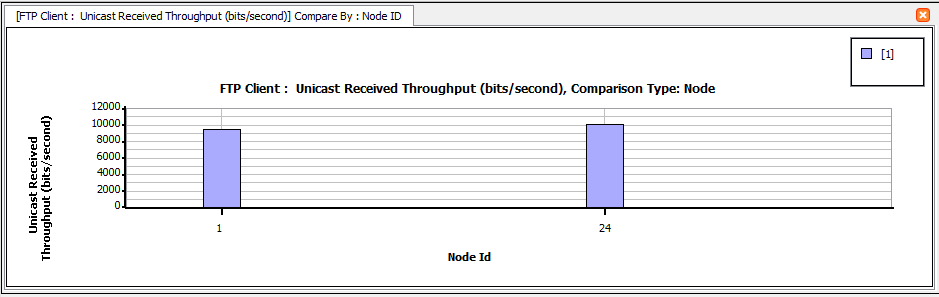 [FTP Client :  Unicast Received Throughput (bits/second)] Compare By : Node ID
[1]
FTP Client :  Unicast Received Throughput (bits/second), Comparison Type: Node
Unicast Received
Throughput (bits/second)
12000
10000
8000
6000
4000
2000
0
1
24
Node Id